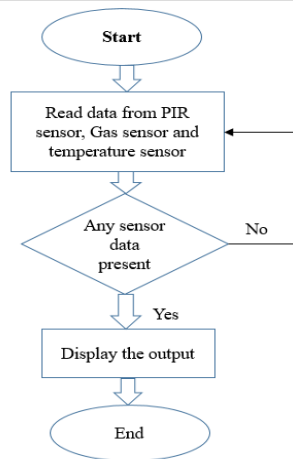 Start
Read data from PIR
sensor, Gas sensor and
temperature sensor
Any sensor
data
present
No
Yes
Display the output
End